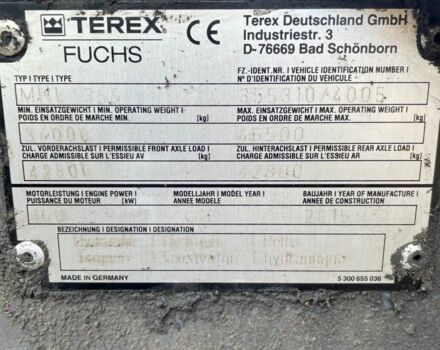 TEREX
FUCHS
CE
Terex Deutschland GmbH
Industriestr. 3
D-76669 Bad Schönborn
TYP I TYPE I TYPE
FZ.-IDENT.NR. I VEHICLE IDENTIFICATION NUMBER I
N° D'IDENTIFICATION DU VEHICULE
MIN. EINSATZGEWICHT I MIN. OPERATING WEIGHT I
POIDS EN ORDRE DE MARCHE MIN. [kg]
MAX. EINSATZGEWICHT I MAX. OPERATING WEIGHT I
POIDS EN ORDRE DE MARCHE MAX. [kg]
ZUL. VORDERACHSLAST I PERMISSIBLE FRONT AXLE LOAD I
CHARGE ADMISSIBLE SUR L'ESSIEU AV [kg]
ZUL. HINTERACHSLAST I PERMISSIBLE REAR AXLE LOAD I
CHARGE ADMISSIBLE SUR L'ESSIEU AR [kg]
42800
42800
MOTORLEISTUNG I ENGINE POWER I
PUISSANCE DU MOTEUR [kW]
MODELLJAHR I MODEL YEAR I
ANNEE MODELE
BAUJAHR I YEAR OF MANUFACTURE I
ANNEE DE CONSTRUCTION
BEZEICHNUNG I DESIGNATION I DESIGNATION
MADE IN GERMANY
5 300 655 036